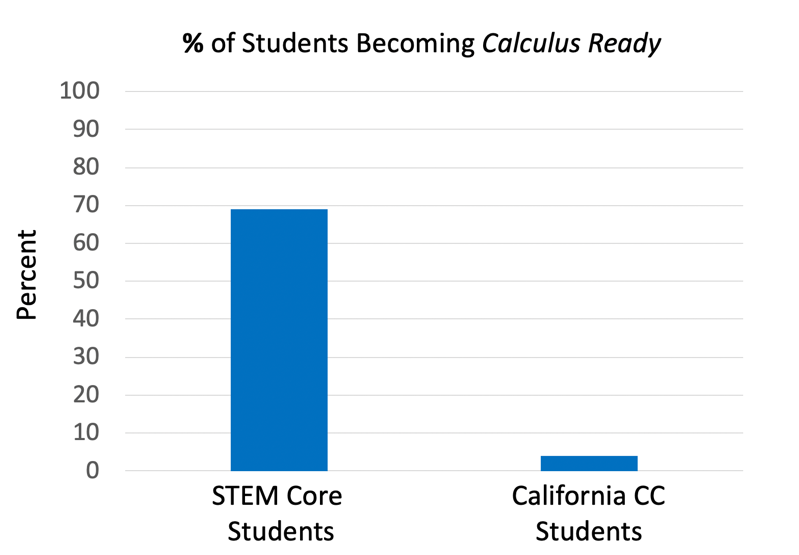 % of Students Becoming Calculus Ready
100
90
80
70
60
50
40
30
20
10
0
Percent
STEM Core
Students
California CC
Students